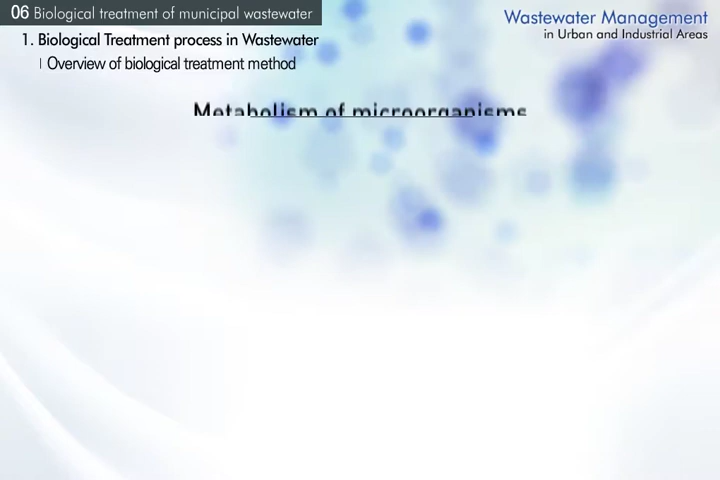 06 Biological treatment of municipal wastewater
Wastewater Management
in Urban and Industrial Areas
1. Biological Treatment process in Wastewater
| Overview of biological treatment method
Metabolism of microorganisms